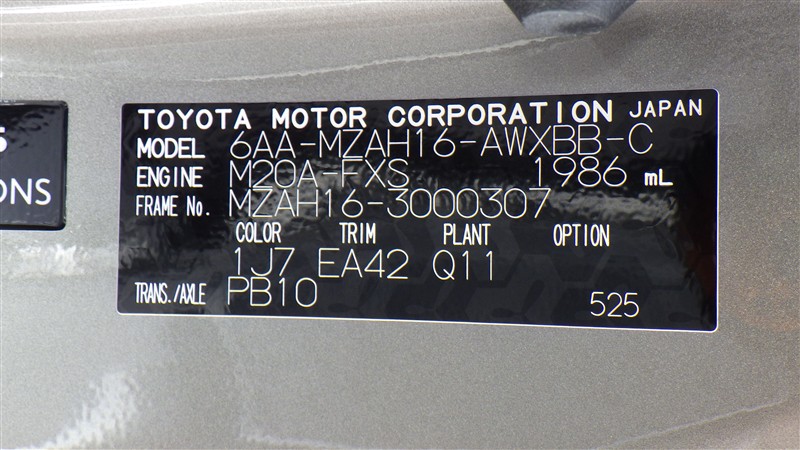 TOYOTA MOTOR CORPORATION JAPAN
MODEL 6AA-MZAH16-AWXBB-C
ENGINE M20A-FXS 1986 mL
FRAME No. MZAH16-3000307
COLOR TRIM PLANT OPTION
1J7 EA42 Q11
TRANS./AXLE PB10
525
ONS